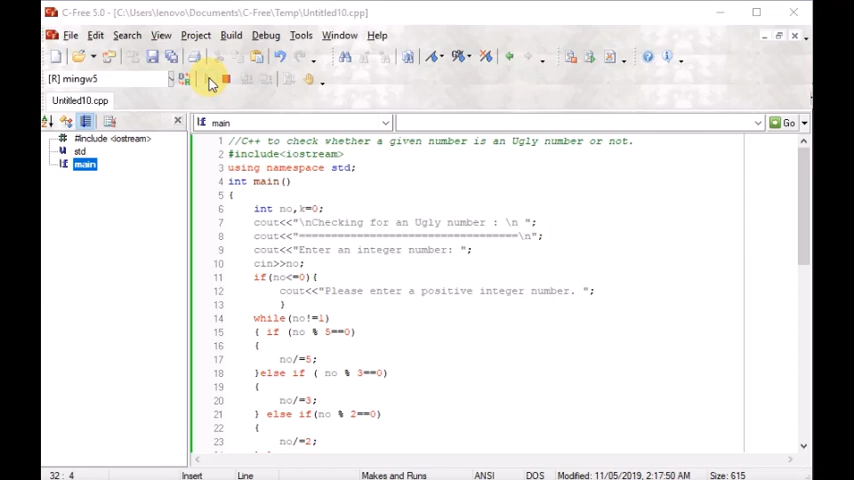 C-Free 5.0 - [C:\Users\lenovo\Documents\C-Free\Temp\Untitled10.cpp]
File Edit Search View Project Build Debug Tools Window Help
[R] mingw5
Untitled10.cpp
#include <iostream>
std
main
main
Go
1 //C++ to check whether a given number is an Ugly number or not.
2 #include<iostream>
3 using namespace std;
4 int main()
5 {
6 int no,k=0;
7 cout<<"\nChecking for an Ugly number : \n ";
8 cout<<"===================================\n";
9 cout<<"Enter an integer number: ";
10 cin>>no;
11 if(no<=0){
12 cout<<"Please enter a positive integer number. ";
13 }
14 while(no!=1)
15 { if (no % 5==0)
16 {
17 no/=5;
18 }else if ( no % 3==0)
19 {
20 no/=3;
21 } else if(no % 2==0)
22 {
23 no/=2;
32 : 4 Insert Line Makes and Runs ANSI DOS Modified: 11/05/2019, 2:17:50 AM Size: 615